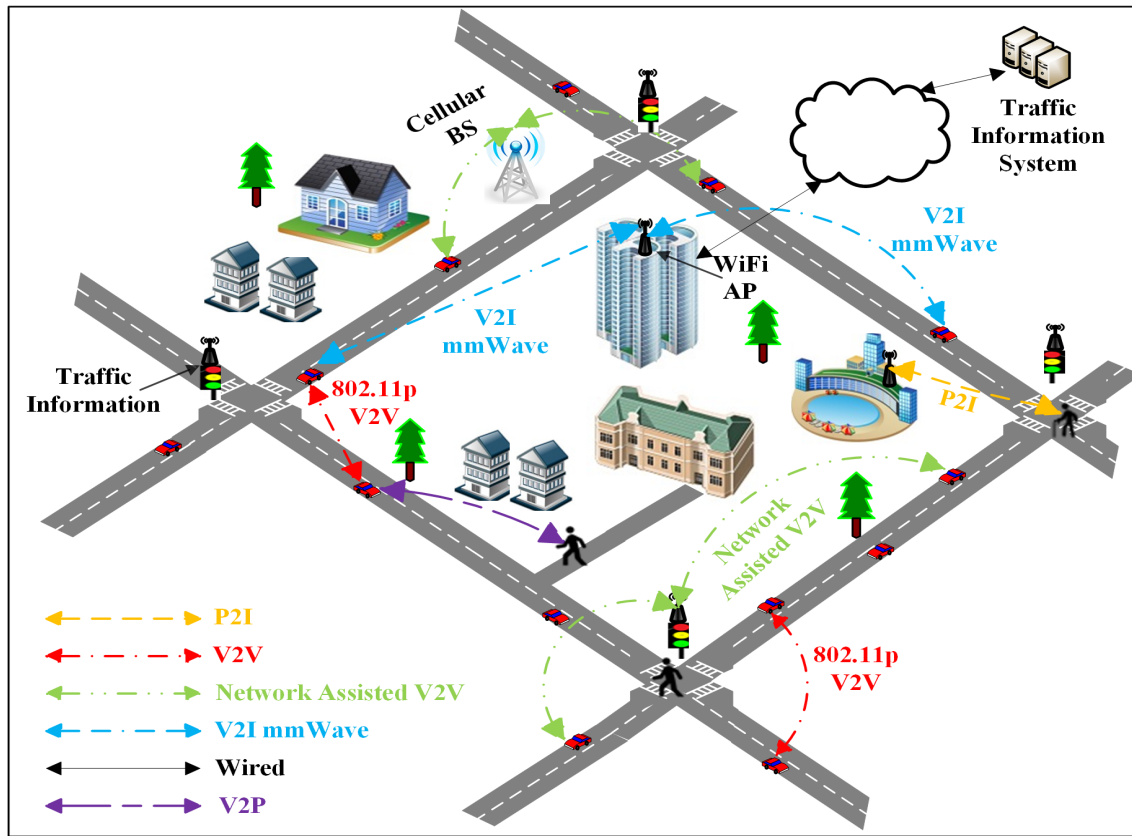 Cellular
BS
Traffic
Information
System
V2I
mmWave
WiFi
AP
V2I
mmWave
Traffic
Information
802.11p
V2V
P2I
Network
Assisted V2V
802.11p
V2V
P2I
V2V
Network Assisted V2V
V2I mmWave
Wired
V2P